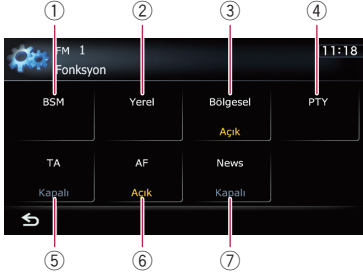 ① ② ③ ④
FM 1 11:18
Fonksyon
BSM Yerel Bölgesel PTY
Açık
TA AF News
Kapalı Açık Kapalı
⑤ ⑥ ⑦